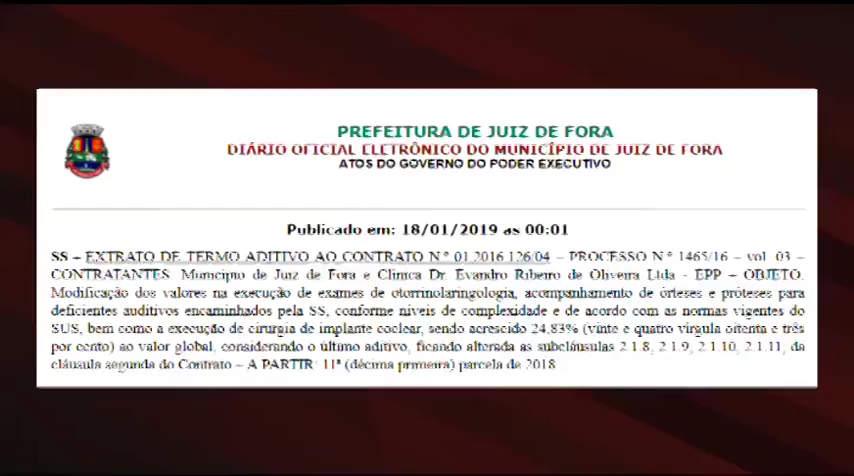 PREFEITURA DE JUIZ DE FORA
DIÁRIO OFICIAL ELETRÔNICO DO MUNICÍPIO DE JUIZ DE FORA
ATOS DO GOVERNO DO PODER EXECUTIVO
Publicado em: 18/01/2019 às 00:01
SS – EXTRATO DE TERMO ADITIVO AO CONTRATO N.º 01.2016.126/04 – PROCESSO N.º 1465/16 – vol. 03 –
CONTRATANTES: Município de Juiz de Fora e Clínica Dr. Evandro Ribeiro de Oliveira Ltda - EPP – OBJETO:
Modificação dos valores na execução de exames de otorrinolaringologia, acompanhamento de órteses e próteses para
deficientes auditivos encaminhados pela SS, conforme níveis de complexidade e de acordo com as normas vigentes do
SUS, bem como a execução de cirurgia de implante coclear, sendo acrescido 24,83% (vinte e quatro vírgula oitenta e três
por cento) ao valor global, considerando o último aditivo, ficando alterada as subcláusulas 2.1.8, 2.1.9, 2.1.10, 2.1.11, da
cláusula segunda do Contrato – A PARTIR: 11ª (décima primeira) parcela de 2018.